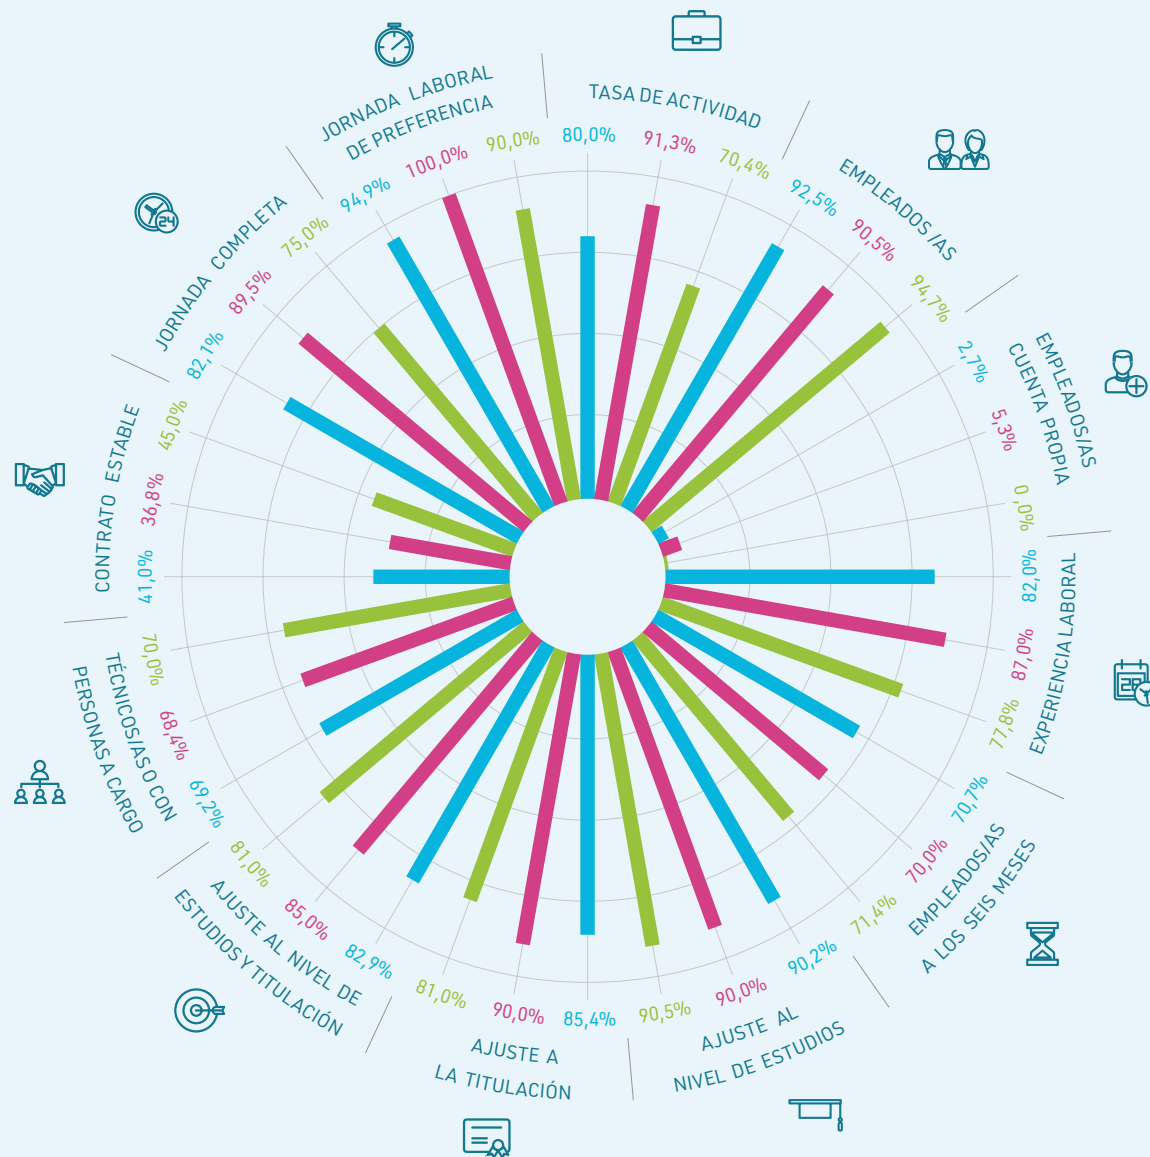 TASA DE ACTIVIDAD
80,0%
91,3%
70,4%
EMPLEADOS /AS
92,5%
90,5%
94,7%
EMPLEADOS/AS
CUENTA PROPIA
2,7%
5,3%
0,0%
EXPERIENCIA LABORAL
82,0%
87,0%
77,8%
EMPLEADOS/AS
A LOS SEIS MESES
70,7%
70,0%
71,4%
AJUSTE AL
NIVEL DE ESTUDIOS
90,2%
90,0%
90,5%
AJUSTE A
LA TITULACIÓN
85,4%
90,0%
81,0%
AJUSTE AL NIVEL DE
ESTUDIOS Y TITULACIÓN
82,9%
85,0%
81,0%
TÉCNICOS/ASO CON
PERSONAS A CARGO
69,2%
68,4%
70,0%
CONTRATO ESTABLE
41,0%
36,8%
45,0%
JORNADA COMPLETA
82,1%
89,5%
75,0%
JORNADA LABORAL
DE PREFERENCIA
94,9%
100,0%
90,0%
24